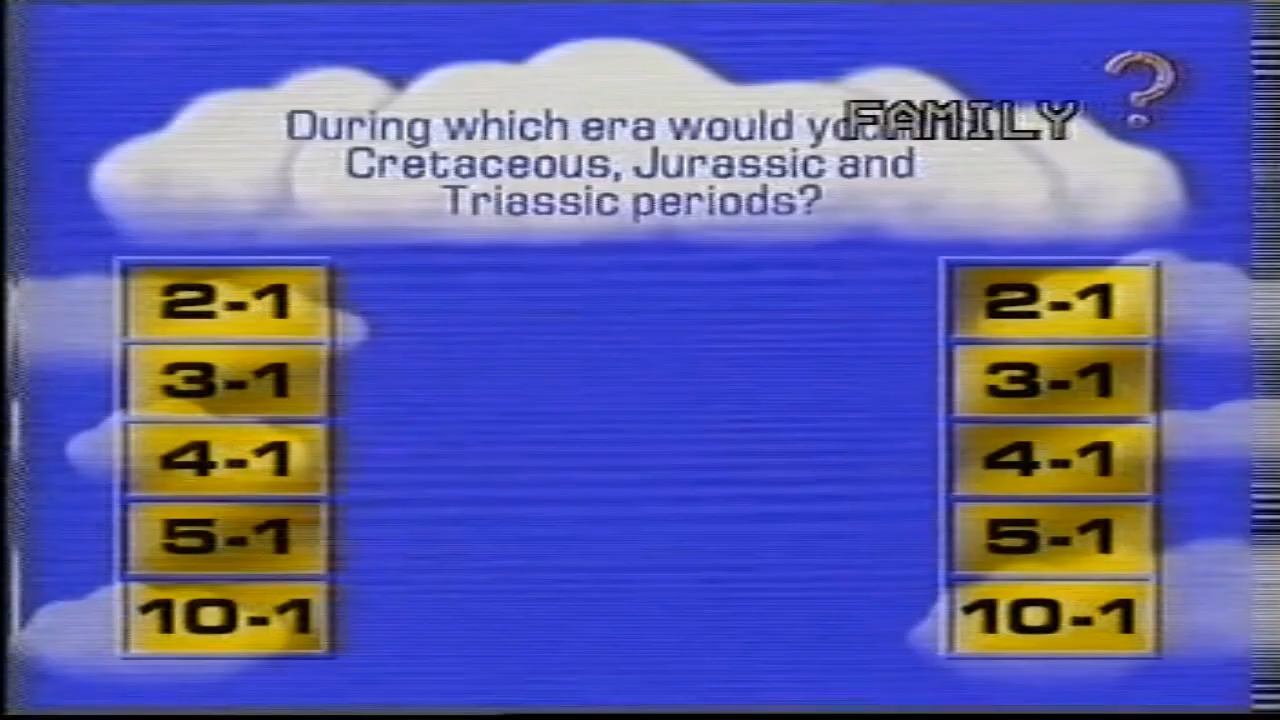 During which era would
FAMILY
Cretaceous, Jurassic and
Triassic periods?
2-1
3-1
4-1
5-1
10-1
2-1
3-1
4-1
5-1
10-1